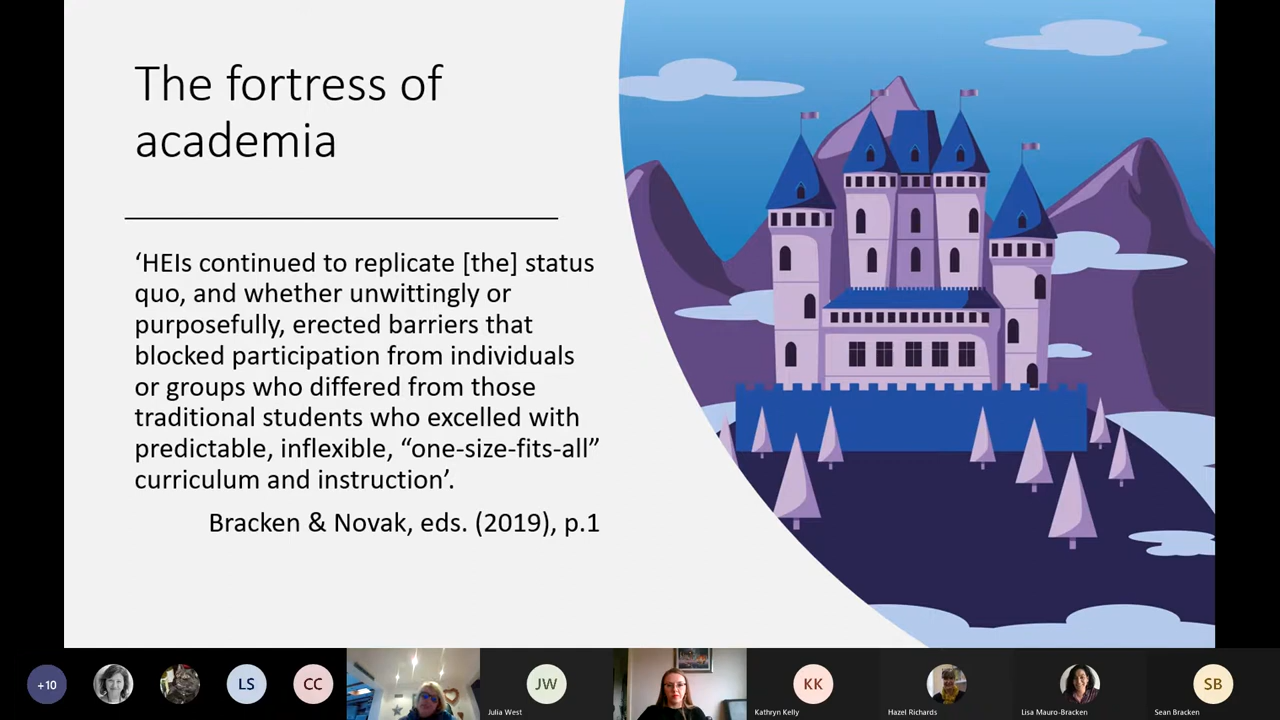 The fortress of
academia
‘HEIs continued to replicate [the] status
quo, and whether unwittingly or
purposefully, erected barriers that
blocked participation from individuals
or groups who differed from those
traditional students who excelled with
predictable, inflexible, “one-size-fits-all”
curriculum and instruction’.
Bracken & Novak, eds. (2019), p.1
+10
LS
CC
JW
Julia West
KK
Kathryn Kelly
Hazel Richards
Lisa Mauro-Bracken
SB
Sean Bracken